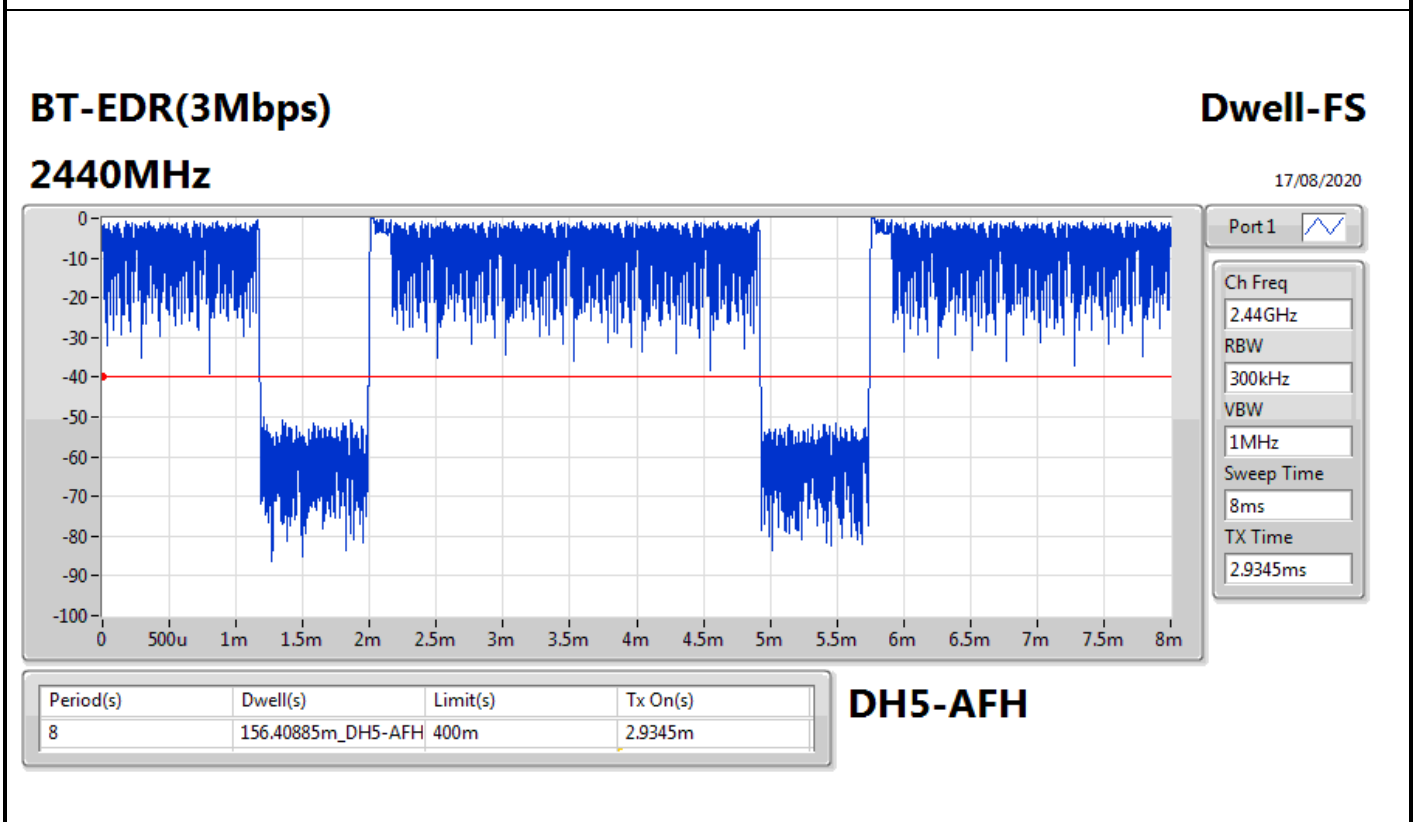 BT-EDR(3Mbps)
Dwell-FS
2440MHz
17/08/2020
0
-10
-20
-30
-40
-50
-60
-70
-80
-90
-100
0 500u 1m 1.5m 2m 2.5m 3m 3.5m 4m 4.5m 5m 5.5m 6m 6.5m 7m 7.5m 8m
Port 1
Ch Freq
2.44GHz
RBW
300kHz
VBW
1MHz
Sweep Time
8ms
TX Time
2.9345ms
Period(s) Dwell(s) Limit(s) Tx On(s)
8 156.40885m_DH5-AFH 400m 2.9345m
DH5-AFH